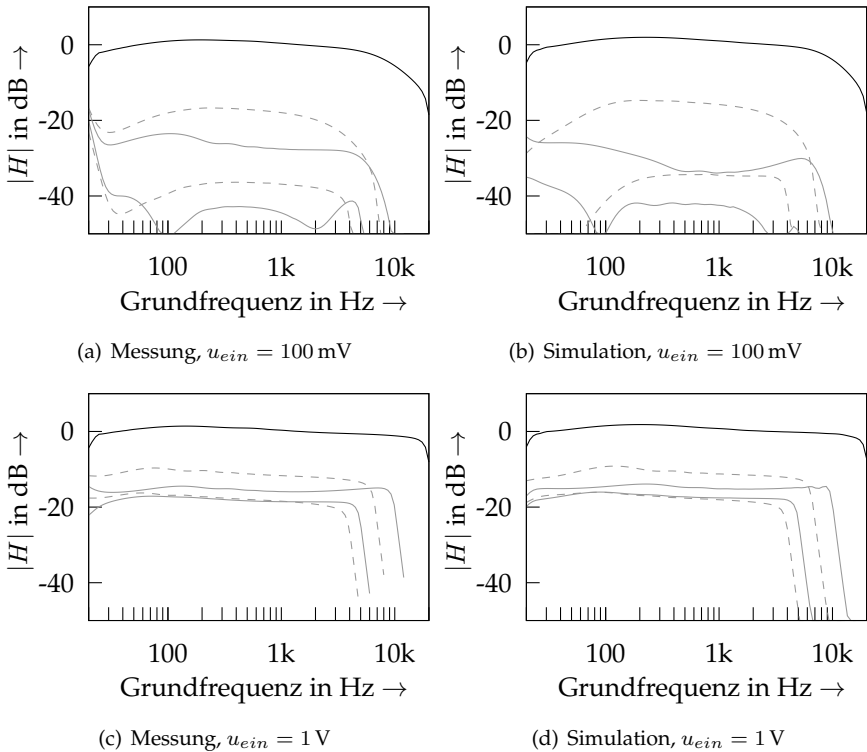 |H| in dB →
0
-20
-40
100
1k
10k
Grundfrequenz in Hz →
(a) Messung, u_ein = 100 mV
|H| in dB →
0
-20
-40
100
1k
10k
Grundfrequenz in Hz →
(b) Simulation, u_ein = 100 mV
|H| in dB →
0
-20
-40
100
1k
10k
Grundfrequenz in Hz →
(c) Messung, u_ein = 1 V
|H| in dB →
0
-20
-40
100
1k
10k
Grundfrequenz in Hz →
(d) Simulation, u_ein = 1 V